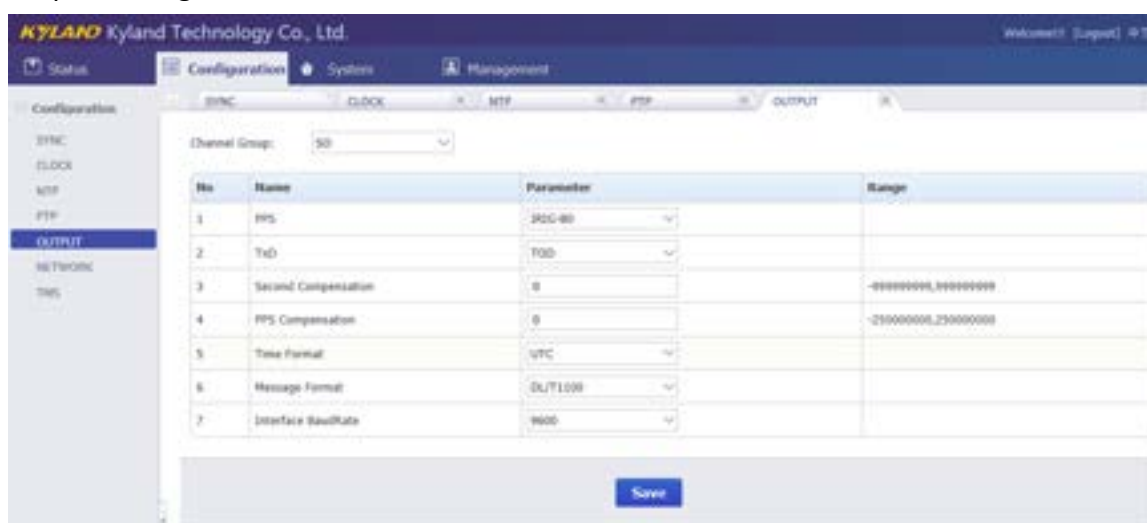 KYLAND Kyland Technology Co., Ltd.
Welcome!! [Logout]
Status Configuration System Management
Configuration
SYNC
CLOCK
NTP
PTP
OUTPUT
NETWORK
TMS
SYNC CLOCK NTP PTP OUTPUT
Channel Group: SO
No Name Parameter Range
1 PPS IRIG-B0
2 TxD TOD
3 Second Compensation 0 -999999999,999999999
4 PPS Compensation 0 -250000000,250000000
5 Time Format UTC
6 Message Format DL/T1100
7 Interface BaudRate 9600
Save